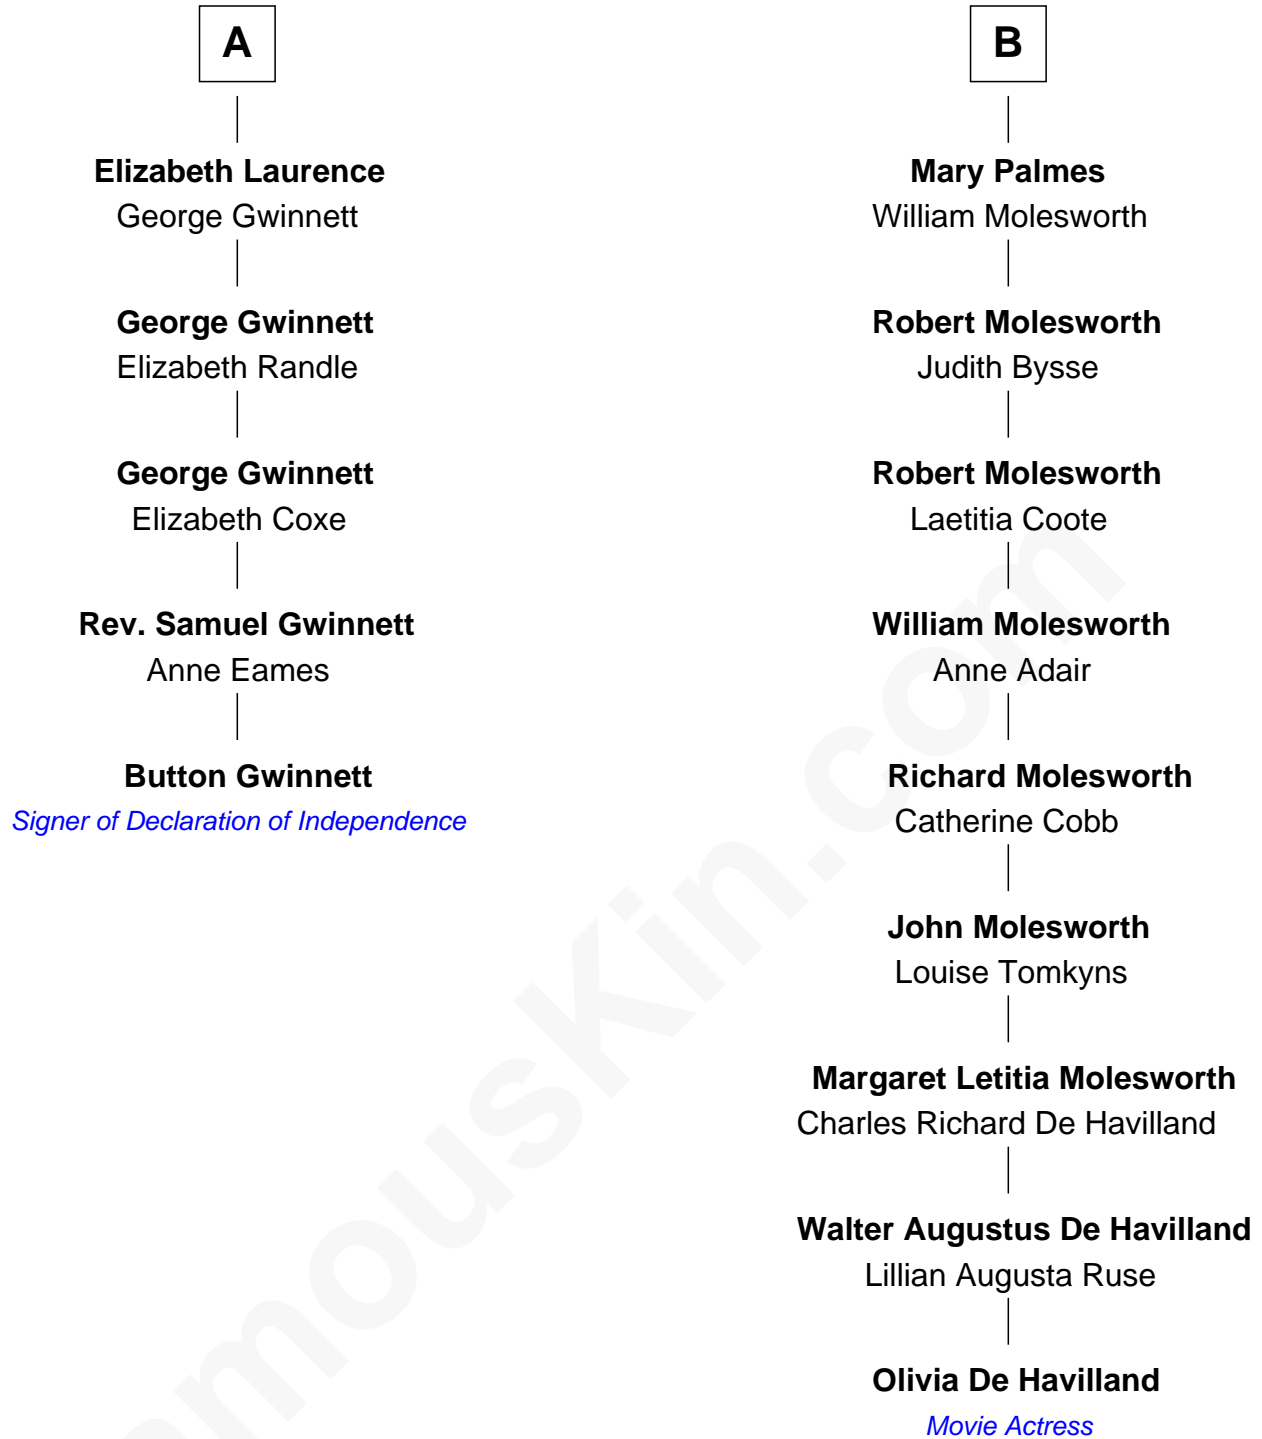 A
Elizabeth Laurence
George Gwinnett
George Gwinnett
Elizabeth Randle
George Gwinnett
Elizabeth Coxe
Rev. Samuel Gwinnett
Anne Eames
Button Gwinnett
Signer of Declaration of Independence
B
Mary Palmes
William Molesworth
Robert Molesworth
Judith Bysse
Robert Molesworth
Laetitia Coote
William Molesworth
Anne Adair
Richard Molesworth
Catherine Cobb
John Molesworth
Louise Tomkyns
Margaret Letitia Molesworth
Charles Richard De Havilland
Walter Augustus De Havilland
Lillian Augusta Ruse
Olivia De Havilland
Movie Actress
amouskin.com